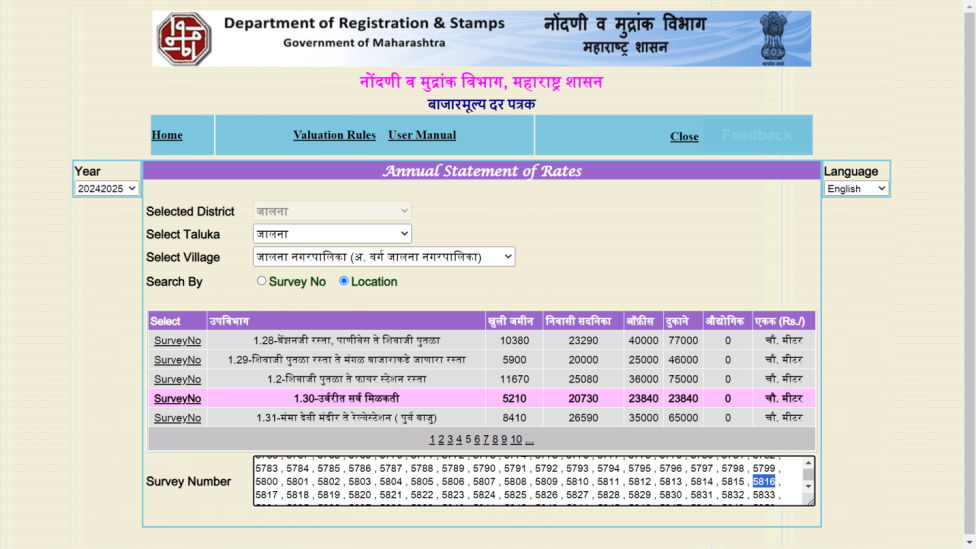 Department of Registration & Stamps
Government of Maharashtra
नोंदणी व मुद्रांक विभाग
महाराष्ट्र शासन
नोंदणी व मुद्रांक विभाग, महाराष्ट्र शासन
बाजारमूल्य दर पत्रक
Home Valuation Rules User Manual Close Feedback
Year Annual Statement of Rates Language
20242025 English
Selected District जालना
Select Taluka जालना
Select Village जालना नगरपालिका (अ. वर्ग जालना नगरपालिका)
Search By Survey No Location
Select उपविभाग खुली जमीन निवासी सदनिका ऑफ़ीस दुकाने औद्योगिक एकक (Rs./)
SurveyNo 1.28-बेंझनजी रस्ता, पाणीवेस ते शिवाजी पुतळा 10380 23290 40000 77000 0 चौ. मीटर
SurveyNo 1.29-शिवाजी पुतळा रस्ता ते मंगळ बाजाराकडे जाणारा रस्ता 5900 20000 25000 46000 0 चौ. मीटर
SurveyNo 1.2-शिवाजी पुतळा ते फायर स्टेशन रस्ता 11670 25080 36000 75000 0 चौ. मीटर
SurveyNo 1.30-उर्वरीत सर्व मिळकती 5210 20730 23840 23840 0 चौ. मीटर
SurveyNo 1.31-मंमा देवी मंदीर ते रेल्वेस्टेशन ( पुर्व बाजु) 8410 26590 35000 65000 0 चौ. मीटर
1 2 3 4 5 6 7 8 9 10 ...
Survey Number
5783 , 5784 , 5785 , 5786 , 5787 , 5788 , 5789 , 5790 , 5791 , 5792 , 5793 , 5794 , 5795 , 5796 , 5797 , 5798 , 5799 ,
5800 , 5801 , 5802 , 5803 , 5804 , 5805 , 5806 , 5807 , 5808 , 5809 , 5810 , 5811 , 5812 , 5813 , 5814 , 5815 , 5816 ,
5817 , 5818 , 5819 , 5820 , 5821 , 5822 , 5823 , 5824 , 5825 , 5826 , 5827 , 5828 , 5829 , 5830 , 5831 , 5832 , 5833 ,